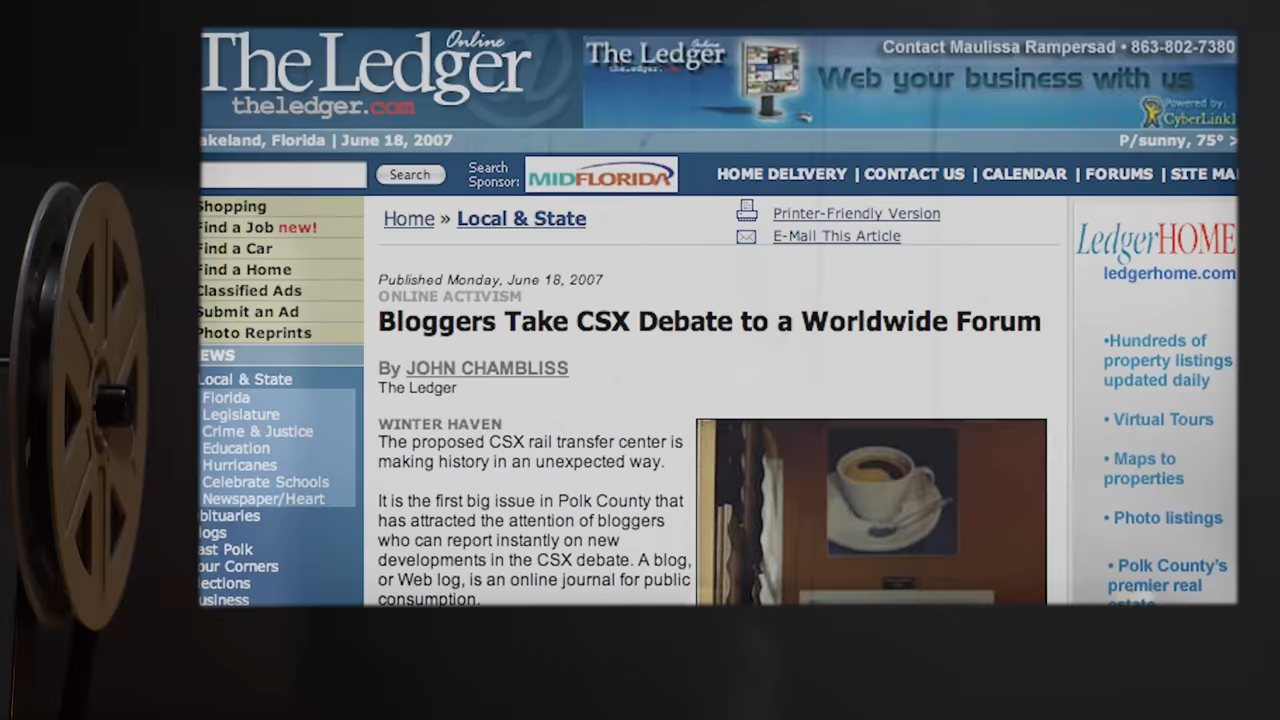 The Ledger Online
theledger.com
The Ledger Online
Contact Maulissa Rampersad • 863-802-7380
Web your business with us
Powered by:
CyberLink1
akeland, Florida | June 18, 2007
P/sunny, 75° >
Search
Search
Sponsor:
MIDFLORIDA
HOME DELIVERY | CONTACT US | CALENDAR | FORUMS | SITE MA
Shopping
Find a Job new!
Find a Car
Find a Home
Classified Ads
Submit an Ad
Photo Reprints
EWS
Local & State
Florida
Legislature
Crime & Justice
Education
Hurricanes
Celebrate Schools
Newspaper/Heart
bituaries
logs
ast Polk
our Corners
lections
usiness
Home » Local & State
Printer-Friendly Version
E-Mail This Article
Published Monday, June 18, 2007
ONLINE ACTIVISM
Bloggers Take CSX Debate to a Worldwide Forum
By JOHN CHAMBLISS
The Ledger
WINTER HAVEN
The proposed CSX rail transfer center is
making history in an unexpected way.
It is the first big issue in Polk County that
has attracted the attention of bloggers
who can report instantly on new
developments in the CSX debate. A blog,
or Web log, is an online journal for public
consumption.
LedgerHOME
ledgerhome.com
•Hundreds of
property listings
updated daily
• Virtual Tours
• Maps to
properties
• Photo listings
• Polk County's
premier real
estate